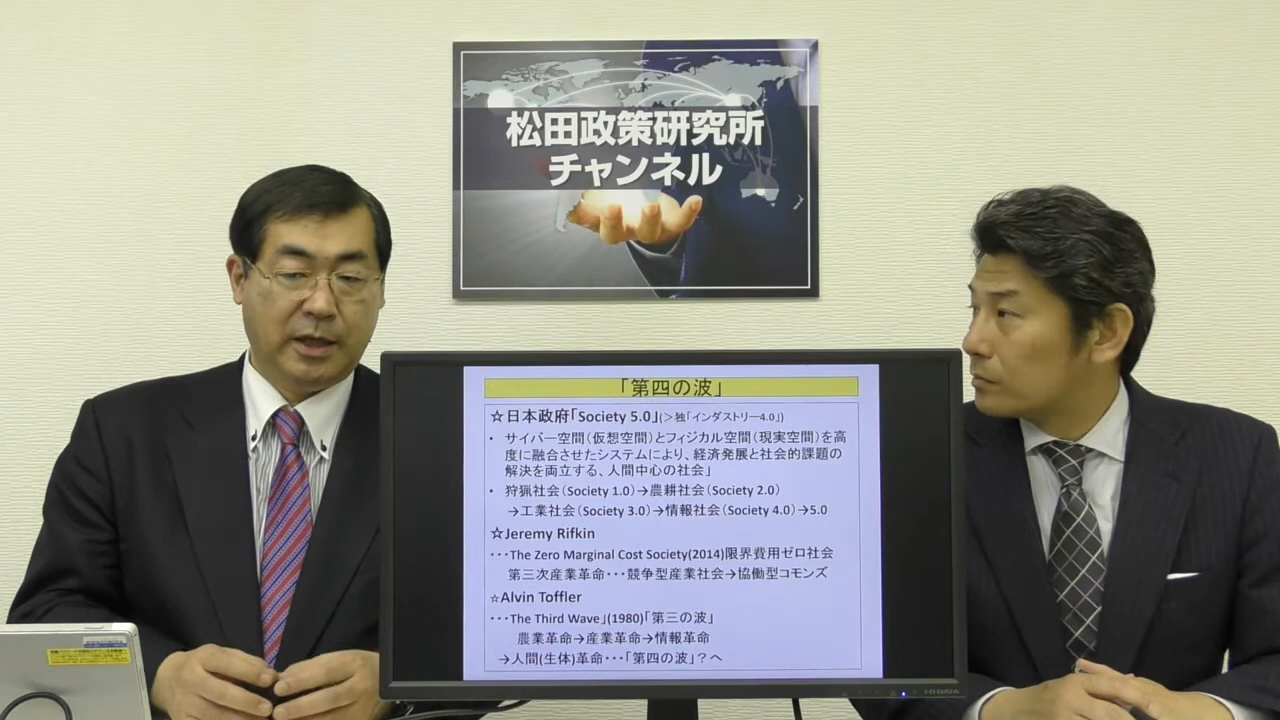 松田政策研究所
チャンネル
「第四の波」
☆日本政府「Society 5.0」(＞独「インダストリー4.0」)
• サイバー空間（仮想空間）とフィジカル空間（現実空間）を高
度に融合させたシステムにより、経済発展と社会的課題の
解決を両立する、人間中心の社会」
• 狩猟社会（Society 1.0）→農耕社会（Society 2.0）
→工業社会（Society 3.0）→情報社会（Society 4.0）→5.0
☆Jeremy Rifkin
・・・The Zero Marginal Cost Society(2014)限界費用ゼロ社会
第三次産業革命・・・競争型産業社会→協働型コモンズ
☆Alvin Toffler
・・・The Third Wave」(1980)「第三の波」
農業革命→産業革命→情報革命
→人間(生体)革命・・・「第四の波」？へ
I-O DATA